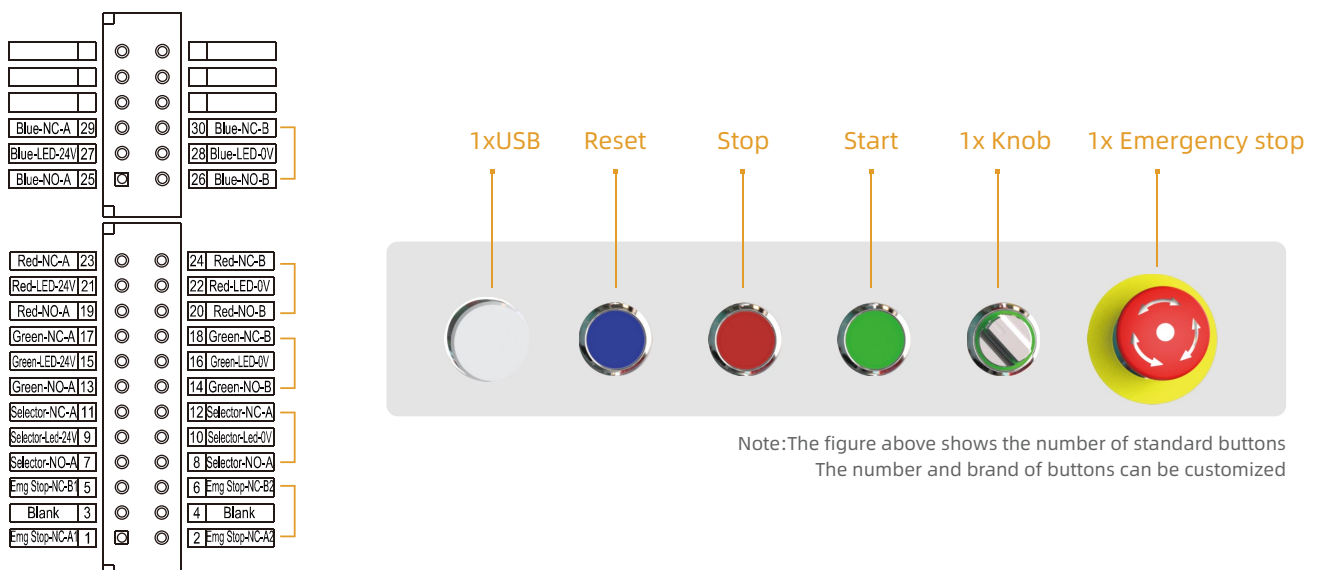 Blue-NC-A 29
30 Blue-NC-B
Blue-LED-24V 27
28 Blue-LED-0V
Blue-NO-A 25
26 Blue-NO-B
Red-NC-A 23
24 Red-NC-B
Red-LED-24V 21
22 Red-LED-0V
Red-NO-A 19
20 Red-NO-B
Green-NC-A 17
18 Green-NC-B
Green-LED-24V 15
16 Green-LED-0V
Green-NO-A 13
14 Green-NO-B
Selector-NC-A 11
12 Selector-NC-A
Selector-Led-24V 9
10 Selector-Led-0V
Selector-NO-A 7
8 Selector-NO-A
Emg Stop-NC-B1 5
6 Emg Stop-NC-B2
Blank 3
4 Blank
Emg Stop-NC-A1 1
2 Emg Stop-NC-A2
1xUSB
Reset
Stop
Start
1x Knob
1x Emergency stop
Note:The figure above shows the number of standard buttons
The number and brand of buttons can be customized